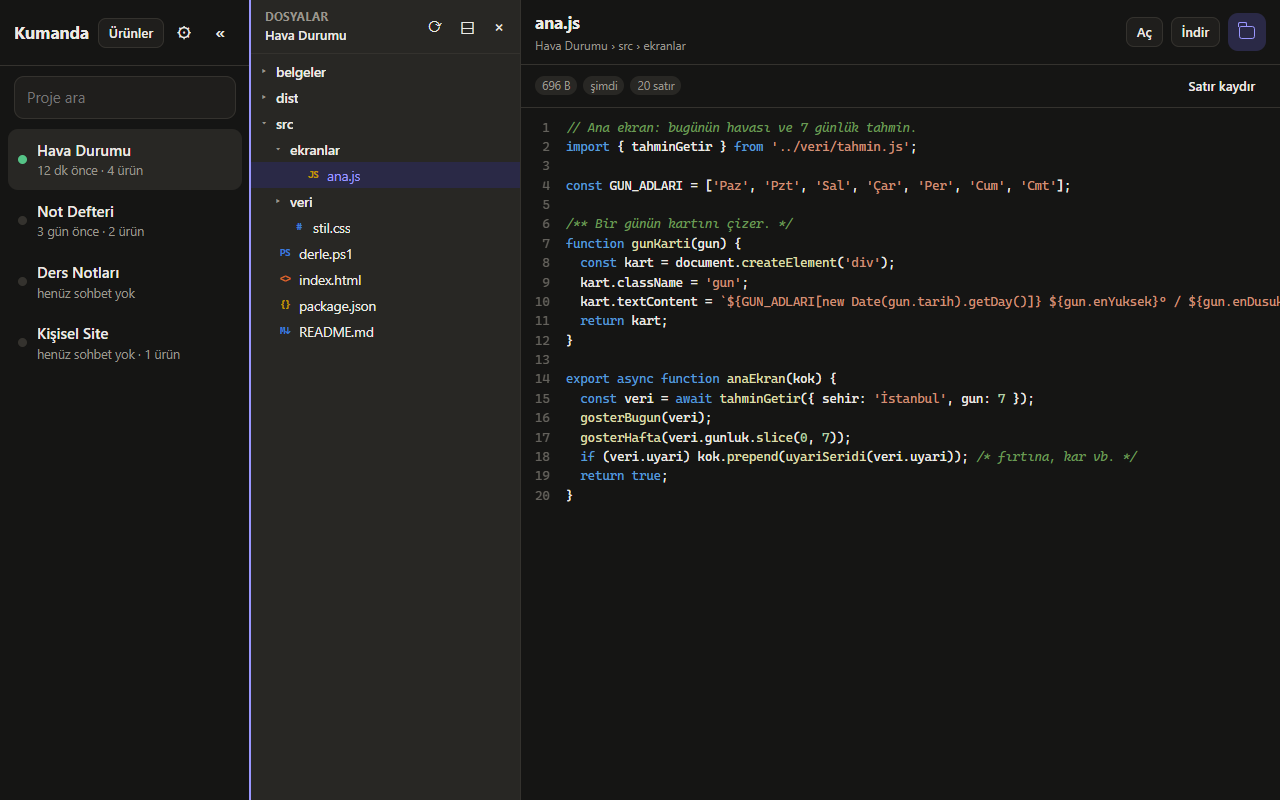 Kumanda
Ürünler
⚙
«
Proje ara
Hava Durumu
12 dk önce · 4 ürün
Not Defteri
3 gün önce · 2 ürün
Ders Notları
henüz sohbet yok
Kişisel Site
henüz sohbet yok · 1 ürün
DOSYALAR
Hava Durumu
belgeler
dist
src
ekranlar
JS ana.js
veri
# stil.css
PS derle.ps1
<> index.html
{} package.json
M↓ README.md
ana.js
Hava Durumu › src › ekranlar
Aç
İndir
696 B
şimdi
20 satır
Satır kaydır
1 // Ana ekran: bugünün havası ve 7 günlük tahmin.
2 import { tahminGetir } from '../veri/tahmin.js';
3
4 const GUN_ADLARI = ['Paz', 'Pzt', 'Sal', 'Çar', 'Per', 'Cum', 'Cmt'];
5
6 /** Bir günün kartını çizer. */
7 function gunKarti(gun) {
8 const kart = document.createElement('div');
9 kart.className = 'gun';
10 kart.textContent = `${GUN_ADLARI[new Date(gun.tarih).getDay()]} ${gun.enYuksek}° / ${gun.enDusuk
11 return kart;
12 }
13
14 export async function anaEkran(kok) {
15 const veri = await tahminGetir({ sehir: 'İstanbul', gun: 7 });
16 gosterBugun(veri);
17 gosterHafta(veri.gunluk.slice(0, 7));
18 if (veri.uyari) kok.prepend(uyariSeridi(veri.uyari)); /* fırtına, kar vb. */
19 return true;
20 }